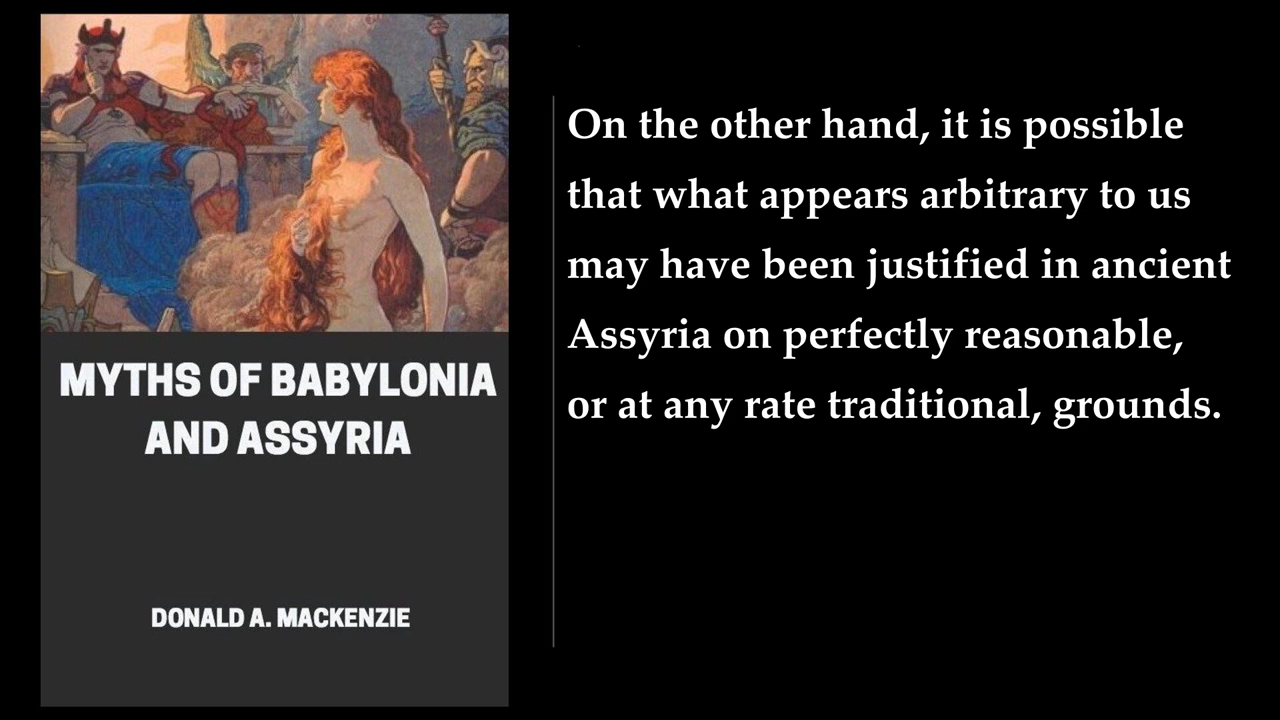 MYTHS OF BABYLONIA
AND ASSYRIA
DONALD A. MACKENZIE
On the other hand, it is possible
that what appears arbitrary to us
may have been justified in ancient
Assyria on perfectly reasonable,
or at any rate traditional, grounds.